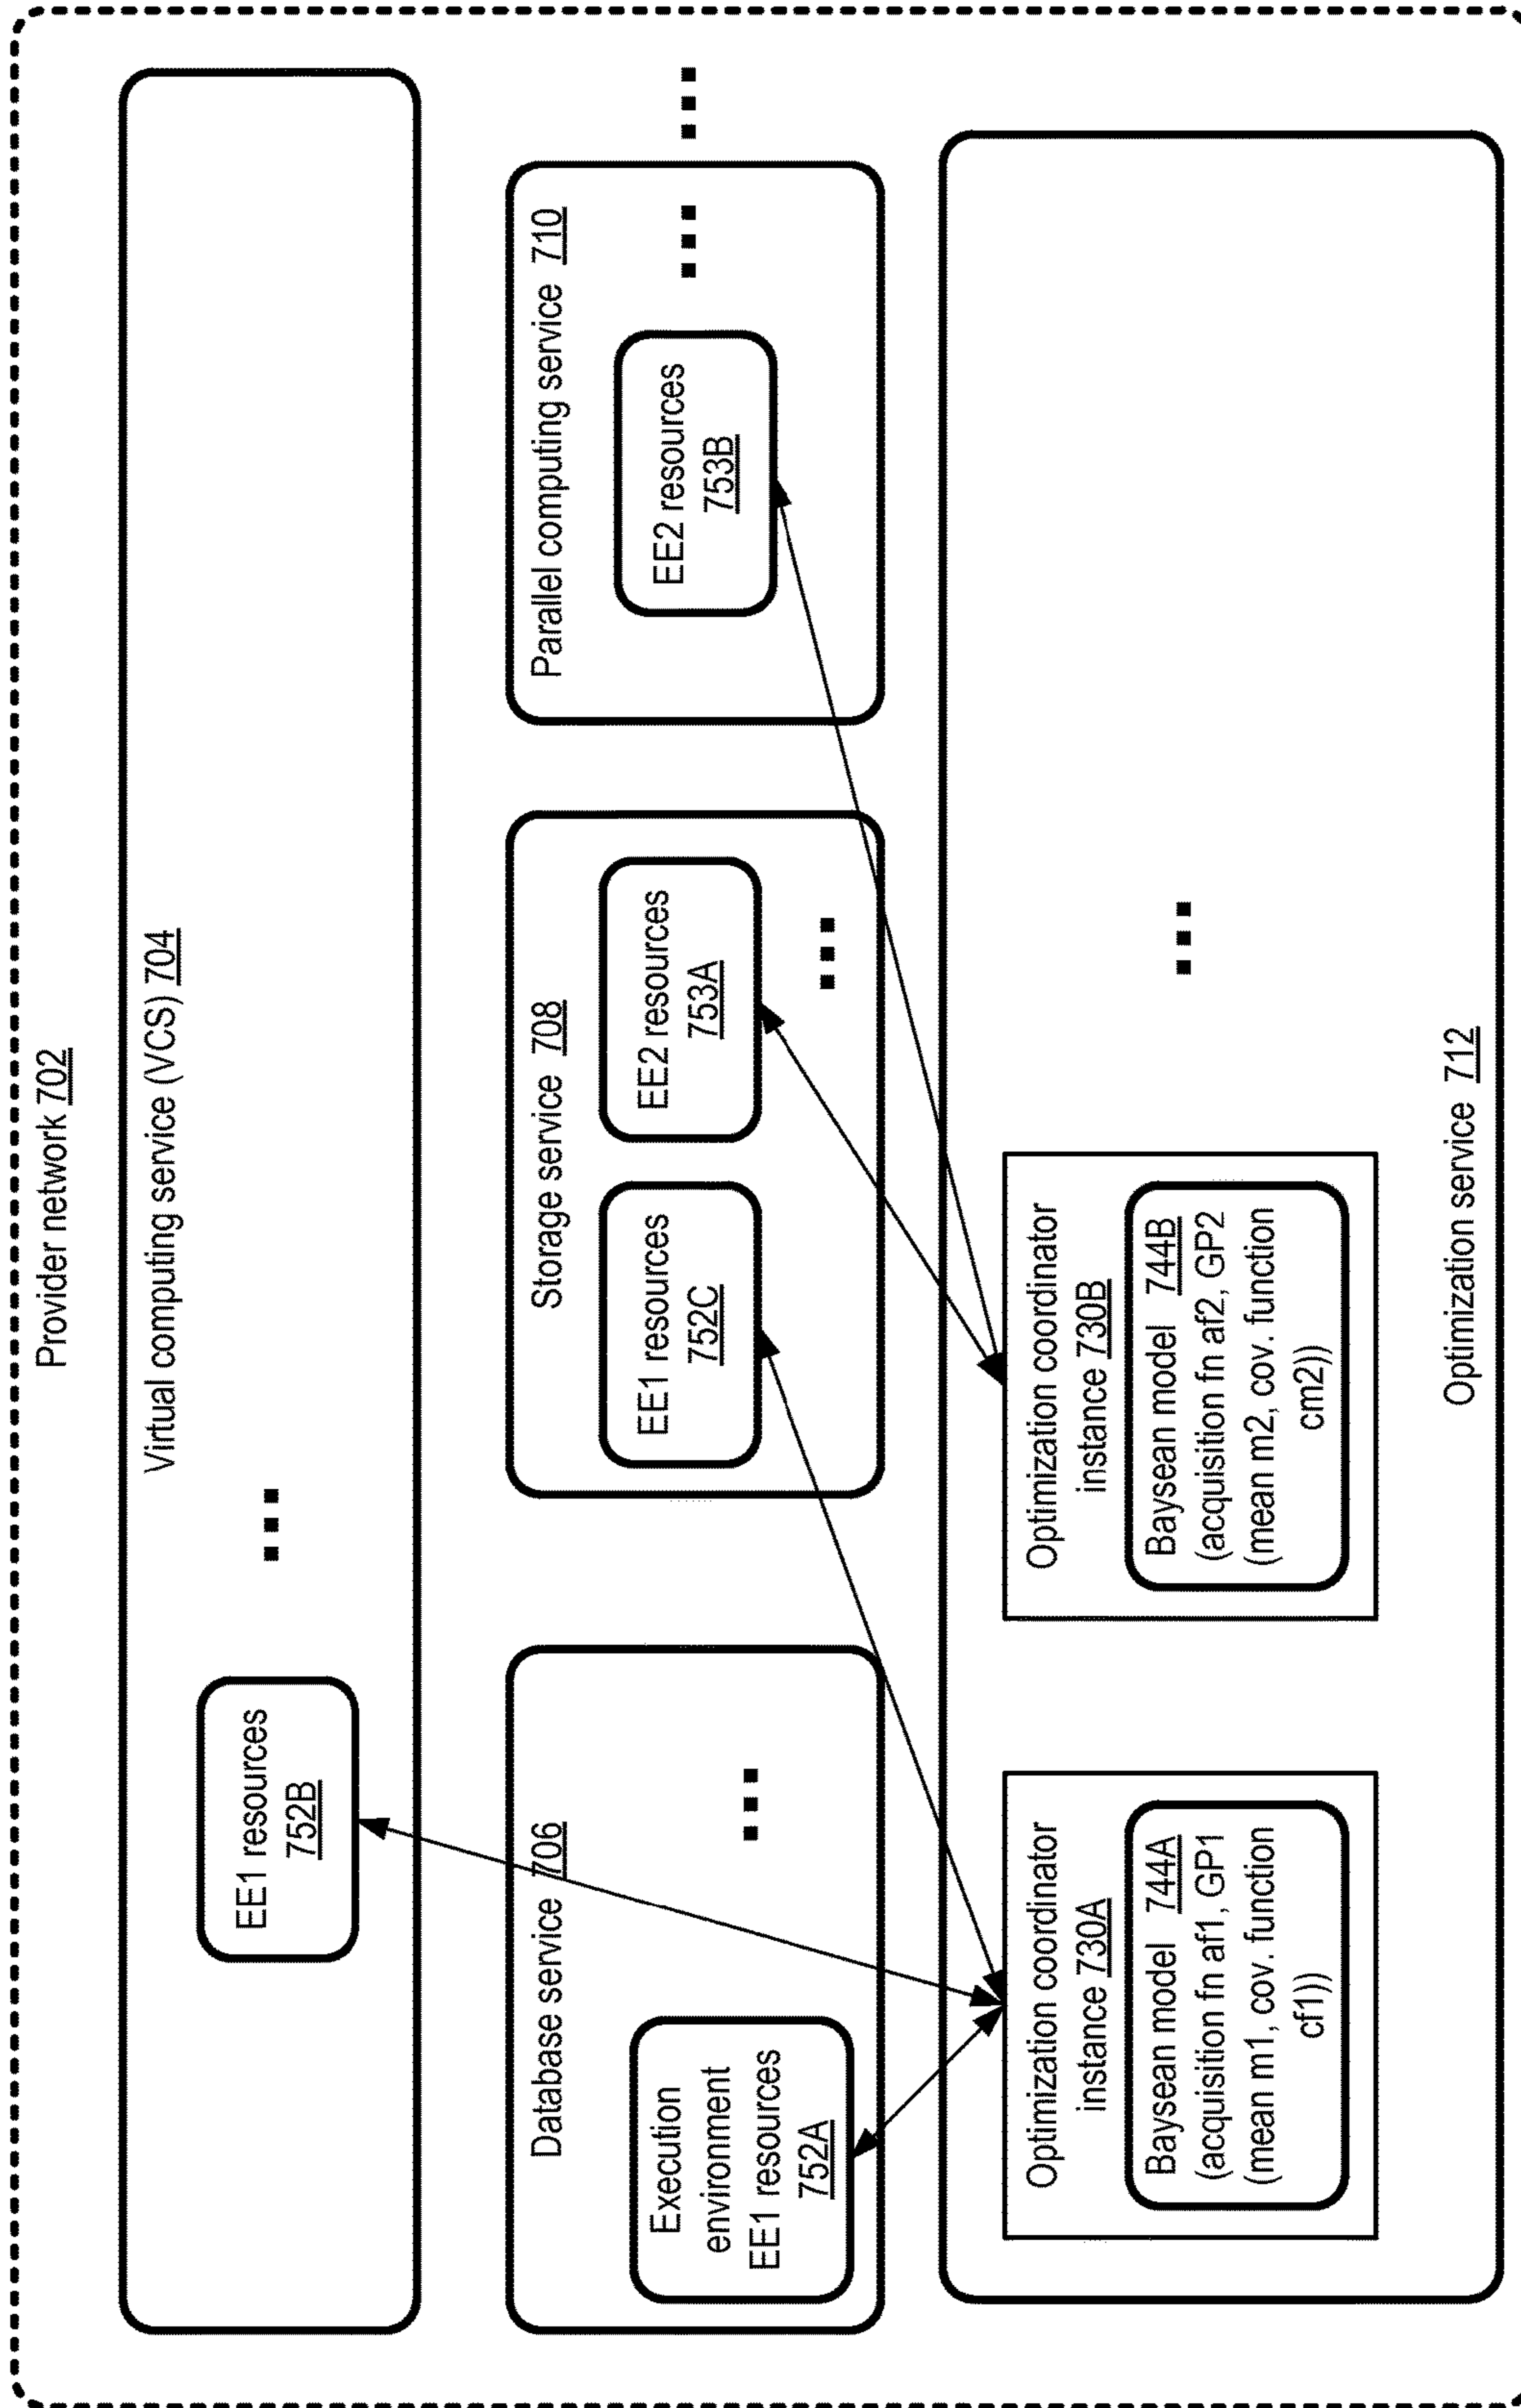 Provider network 702
Virtual computing service (VCS) 704
EE1 resources
752B
Database service 706
Execution
environment
EE1 resources
752A
Storage service 708
EE1 resources
752C
EE2 resources
753A
Parallel computing service 710
EE2 resources
753B
Optimization coordinator
instance 730A
Baysean model 744A
(acquisition fn af1, GP1
(mean m1, cov. function
cf1))
Optimization coordinator
instance 730B
Baysean model 744B
(acquisition fn af2, GP2
(mean m2, cov. function
cm2))
Optimization service 712